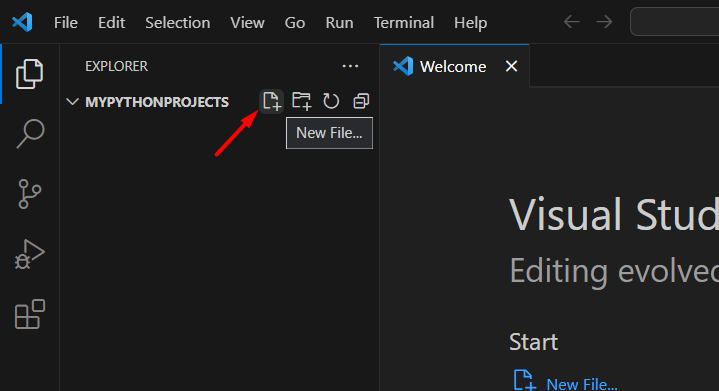 File Edit Selection View Go Run Terminal Help
EXPLORER
Welcome
MYPYTHONPROJECTS
New File...
Visual Stud
Editing evolved
Start
New File...